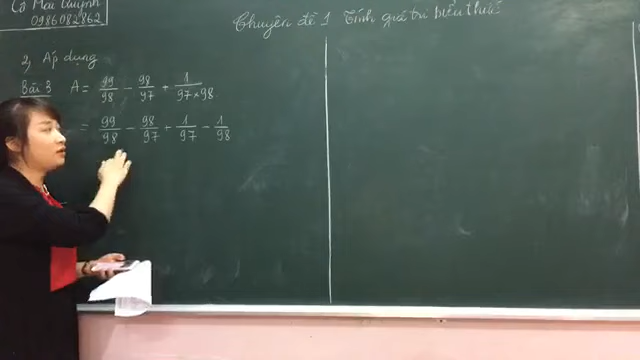 Cô Mai Quỳnh
0986082862
Chuyên đề 1 Tính giá trị biểu thức
2, Áp dụng
Bài 3 A = 99/98 - 98/97 + 1/97×98
= 99/98 - 98/97 + 1/97 - 1/98